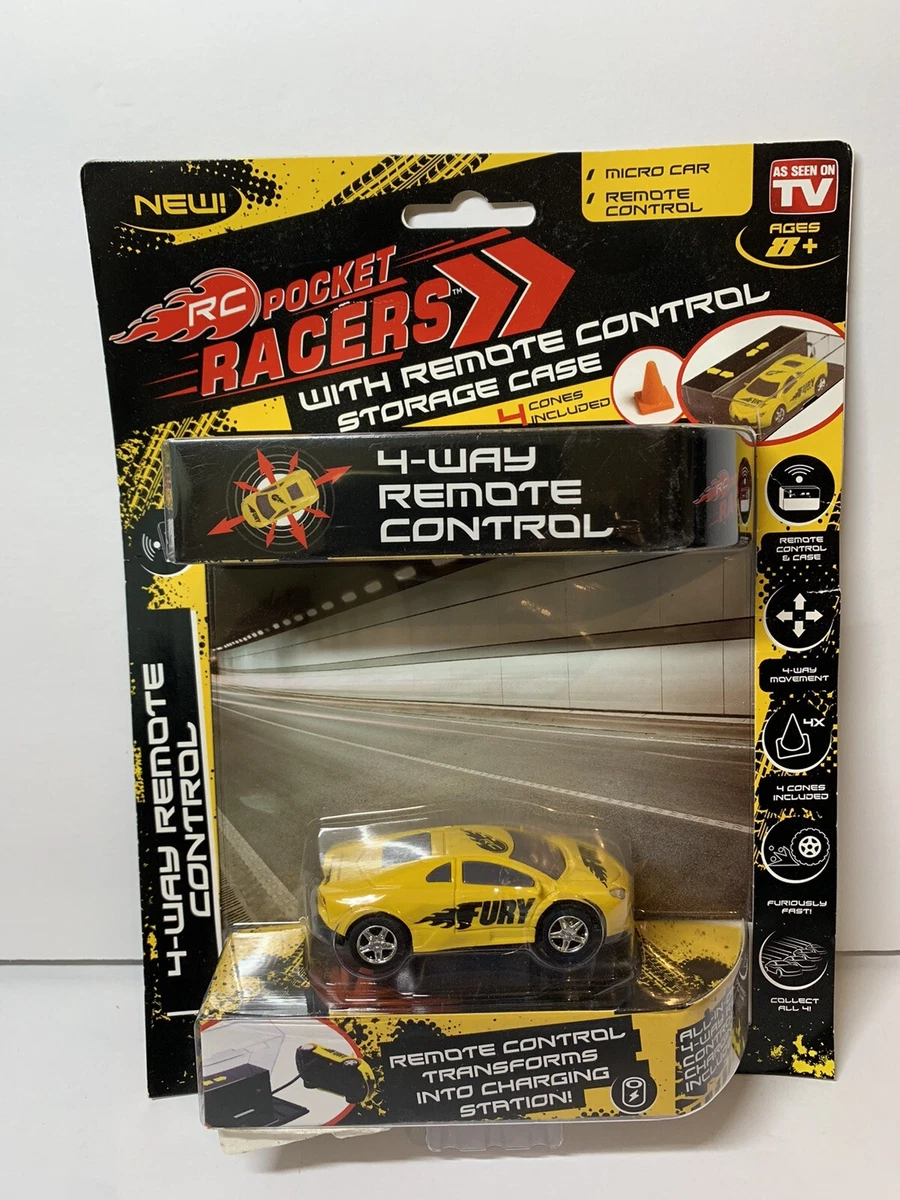 NEW!
MICRO CAR
REMOTE
CONTROL
AS SEEN ON
TV
AGES
8+
RC POCKET
RACERS™
WITH REMOTE CONTROL
STORAGE CASE
4 CONES
INCLUDED
FURY
4-WAY
REMOTE
CONTROL
RC
REMOTE
CONTROL
& CASE
4-WAY
MOVEMENT
4X
4 CONES
INCLUDED
FURIOUSLY
FAST!
COLLECT
ALL 4!
4-WAY REMOTE
CONTROL
FURY
REMOTE CONTROL
TRANSFORMS
INTO CHARGING
STATION!